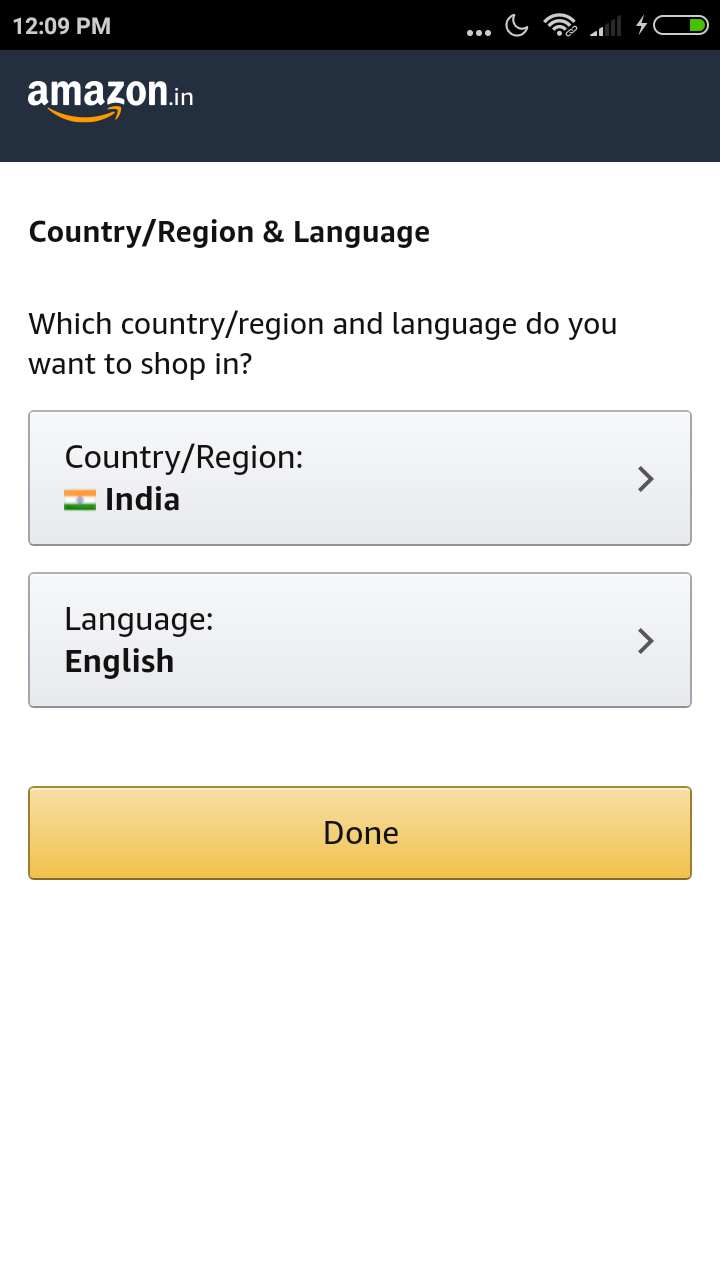 12:09 PM
amazon.in
Country/Region & Language
Which country/region and language do you
want to shop in?
Country/Region:
India
Language:
English
Done